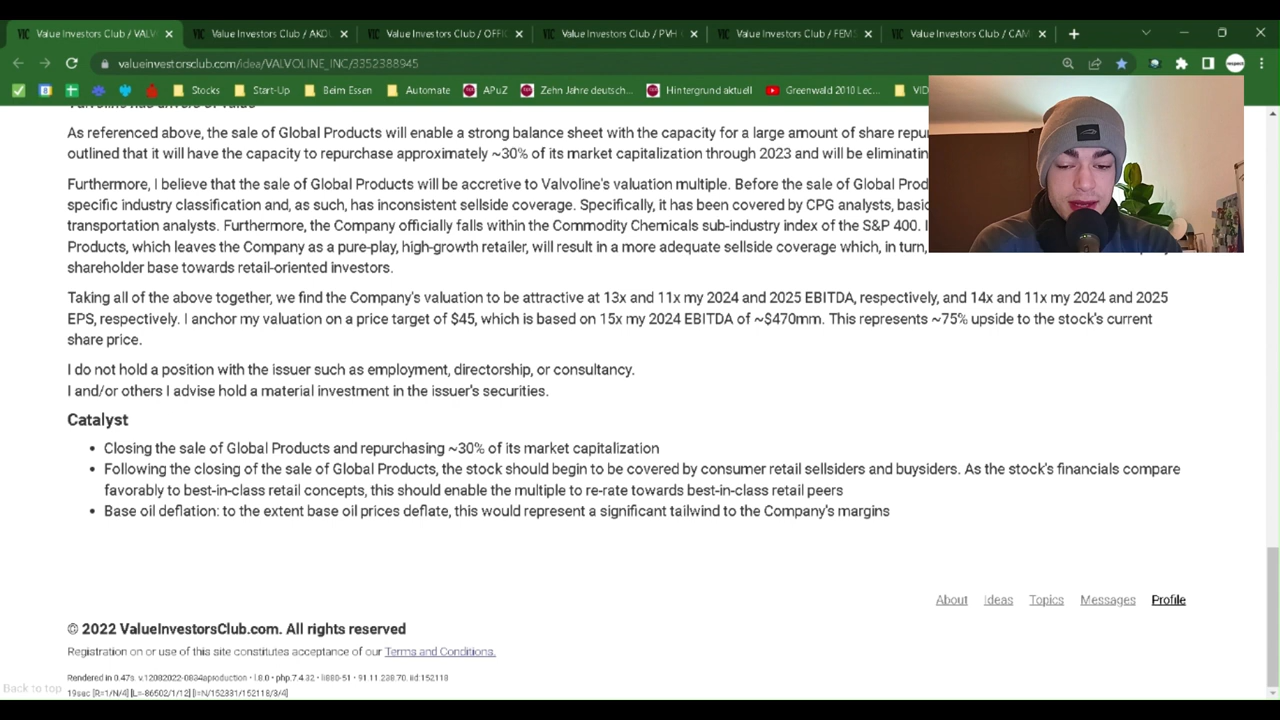 Value Investors Club / VALV
Value Investors Club / AKO
Value Investors Club / OFFI
Value Investors Club / PVH
Value Investors Club / FEMS
Value Investors Club / CAM
valueinvestorsclub.com/idea/VALVOLINE_INC/3352388945
Stocks
Start-Up
Beim Essen
Automate
APuZ
Zehn Jahre deutsch...
Hintergrund aktuell
Greenwald 2010 Lec...
As referenced above, the sale of Global Products will enable a strong balance sheet with the capacity for a large amount of share repu
outlined that it will have the capacity to repurchase approximately ~30% of its market capitalization through 2023 and will be eliminatin
Furthermore, I believe that the sale of Global Products will be accretive to Valvoline's valuation multiple. Before the sale of Global Prod
specific industry classification and, as such, has inconsistent sellside coverage. Specifically, it has been covered by CPG analysts, basic
transportation analysts. Furthermore, the Company officially falls within the Commodity Chemicals sub-industry index of the S&P 400. I
Products, which leaves the Company as a pure-play, high-growth retailer, will result in a more adequate sellside coverage which, in turn,
shareholder base towards retail-oriented investors.
Taking all of the above together, we find the Company's valuation to be attractive at 13x and 11x my 2024 and 2025 EBITDA, respectively, and 14x and 11x my 2024 and 2025
EPS, respectively. I anchor my valuation on a price target of $45, which is based on 15x my 2024 EBITDA of ~$470mm. This represents ~75% upside to the stock's current
share price.
I do not hold a position with the issuer such as employment, directorship, or consultancy.
I and/or others I advise hold a material investment in the issuer's securities.
Catalyst
• Closing the sale of Global Products and repurchasing ~30% of its market capitalization
• Following the closing of the sale of Global Products, the stock should begin to be covered by consumer retail sellsiders and buysiders. As the stock's financials compare
favorably to best-in-class retail concepts, this should enable the multiple to re-rate towards best-in-class retail peers
• Base oil deflation: to the extent base oil prices deflate, this would represent a significant tailwind to the Company's margins
About Ideas Topics Messages Profile
© 2022 ValueInvestorsClub.com. All rights reserved
Registration on or use of this site constitutes acceptance of our Terms and Conditions.
Back to top